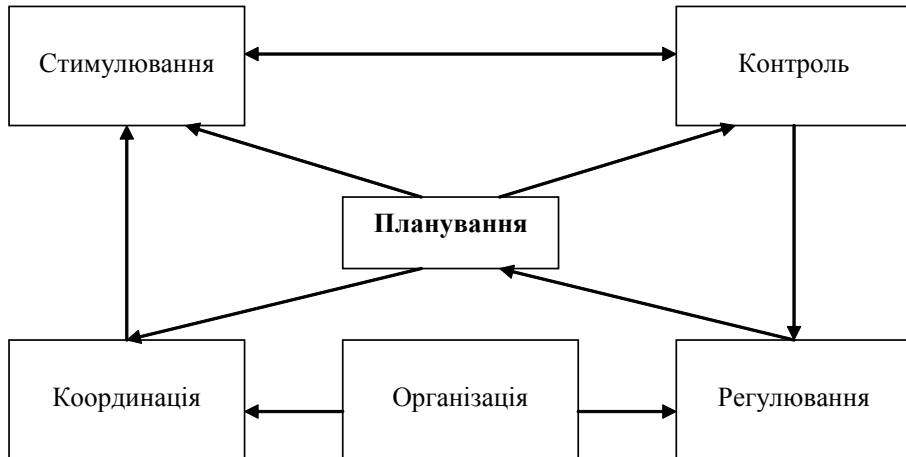 Стимулювання
Контроль
Планування
Координація
Організація
Регулювання